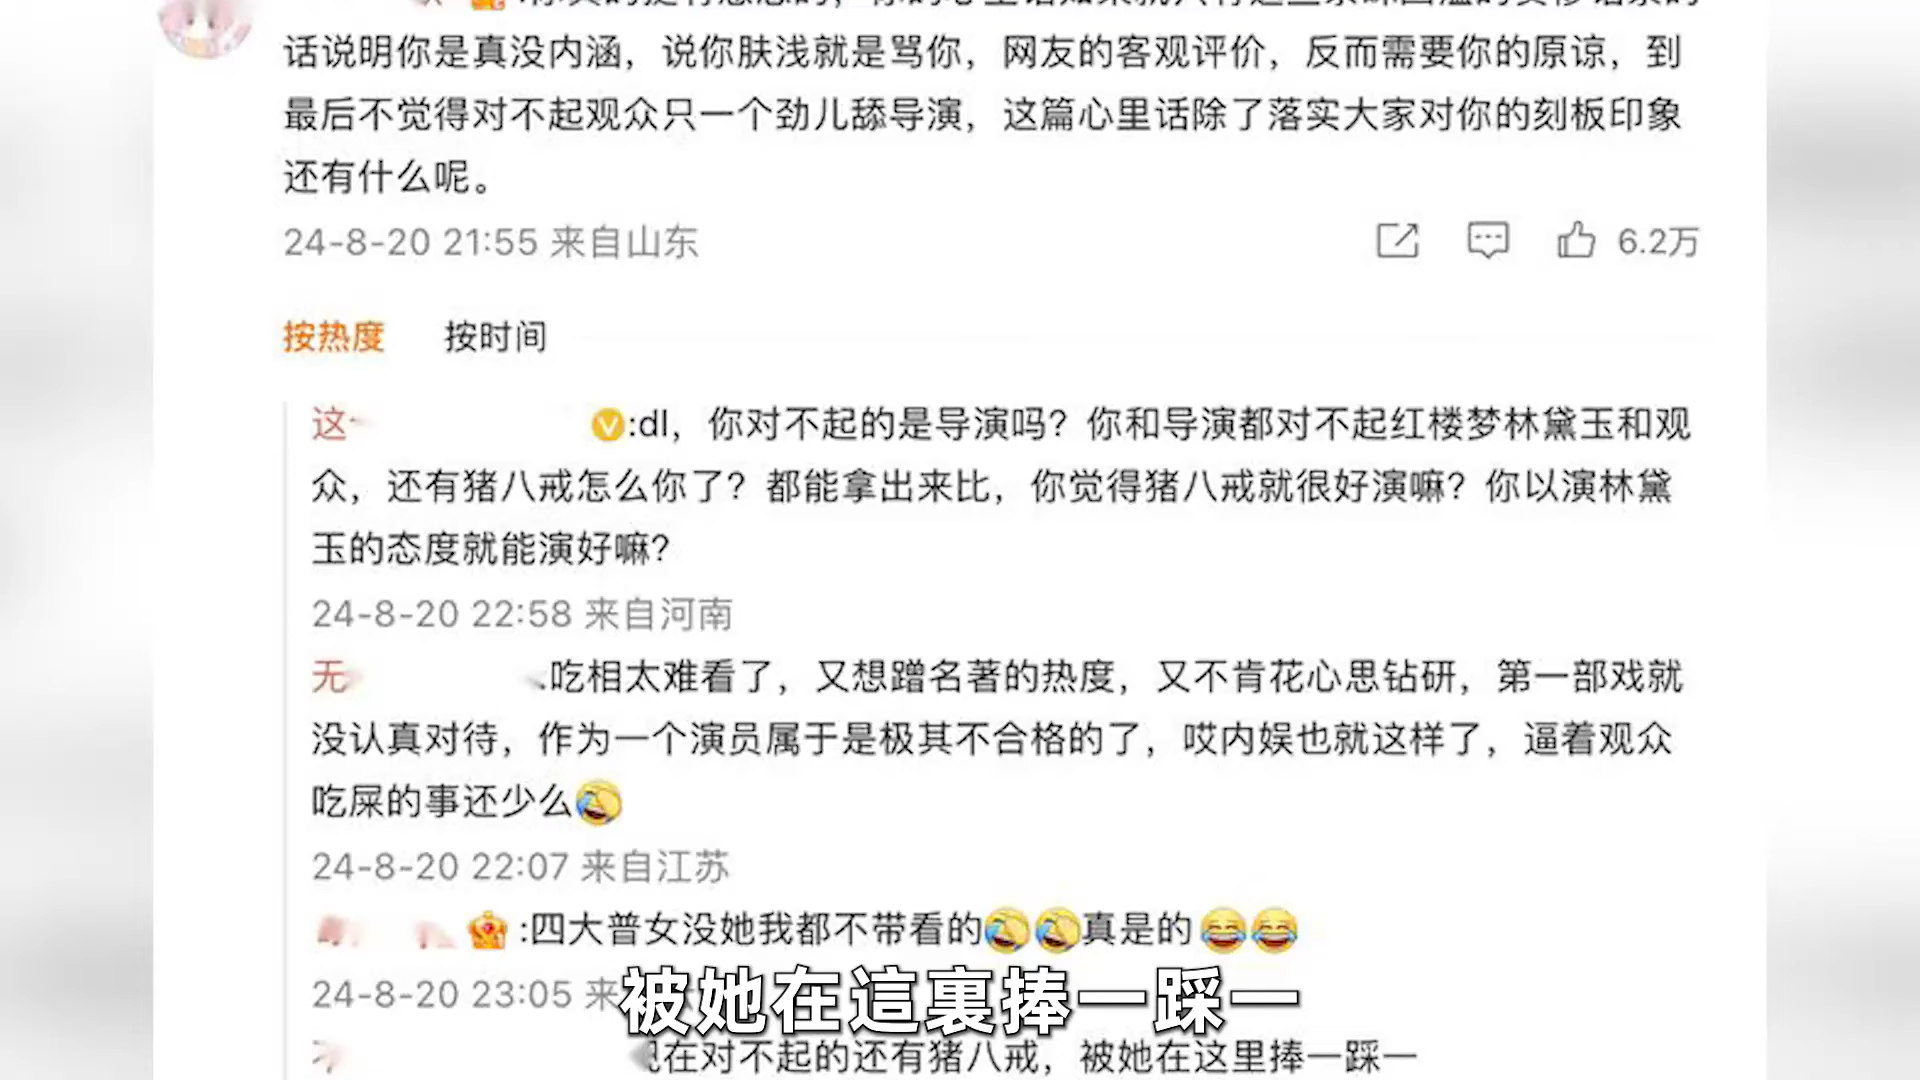 话说明你是真没内涵，说你肤浅就是骂你，网友的客观评价，反而需要你的原谅，到
最后不觉得对不起观众只一个劲儿舔导演，这篇心里话除了落实大家对你的刻板印象
还有什么呢。
24-8-20 21:55 来自山东
6.2万
按热度 按时间
这
:dl，你对不起的是导演吗？你和导演都对不起红楼梦林黛玉和观
众，还有猪八戒怎么你了？都能拿出来比，你觉得猪八戒就很好演嘛？你以演林黛
玉的态度就能演好嘛？
24-8-20 22:58 来自河南
无
吃相太难看了，又想蹭名著的热度，又不肯花心思钻研，第一部戏就
没认真对待，作为一个演员属于是极其不合格的了，哎内娱也就这样了，逼着观众
吃屎的事还少么🤣
24-8-20 22:07 来自江苏
:四大普女没她我都不带看的🤣🤣真是的😂😂
24-8-20 23:05 来
被她在這裏捧一踩一
在对不起的还有猪八戒，被她在这里捧一踩一